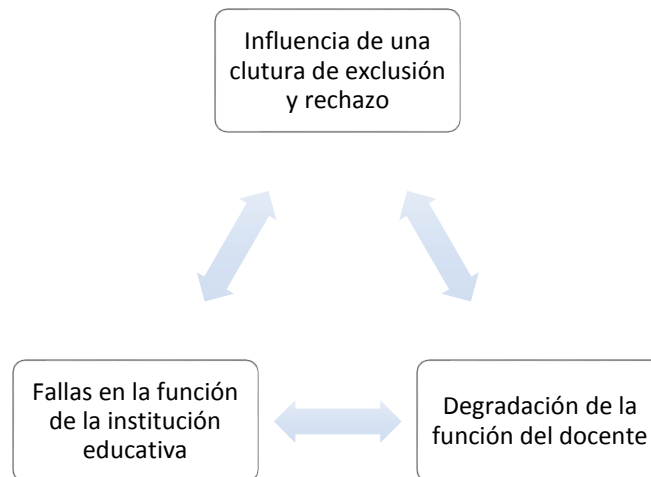 Influencia de una
clutura de exclusión
y rechazo
Fallas en la función
de la institución
educativa
Degradación de la
función del docente